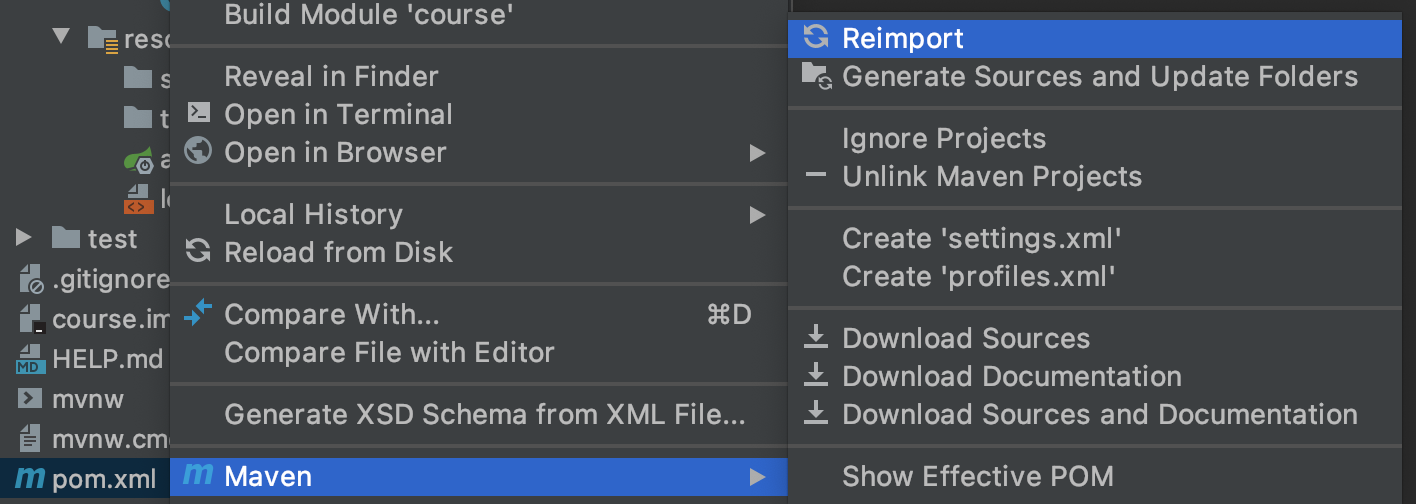 Build Module 'course'
Reveal in Finder
Open in Terminal
Open in Browser
Local History
Reload from Disk
Compare With...
⌘D
Compare File with Editor
Generate XSD Schema from XML File...
Maven
Reimport
Generate Sources and Update Folders
Ignore Projects
Unlink Maven Projects
Create 'settings.xml'
Create 'profiles.xml'
Download Sources
Download Documentation
Download Sources and Documentation
Show Effective POM
test
.gitignore
course.im
HELP.md
MD
mvnw
mvnw.cm
pom.xml